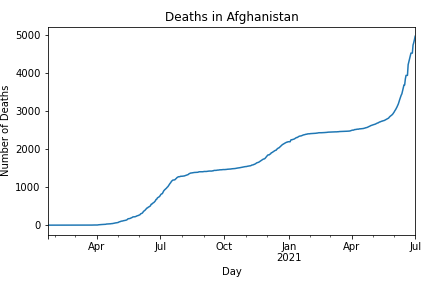 Deaths in Afghanistan
5000
4000
3000
2000
1000
0
Number of Deaths
Apr Jul Oct Jan Apr Jul
2021
Day